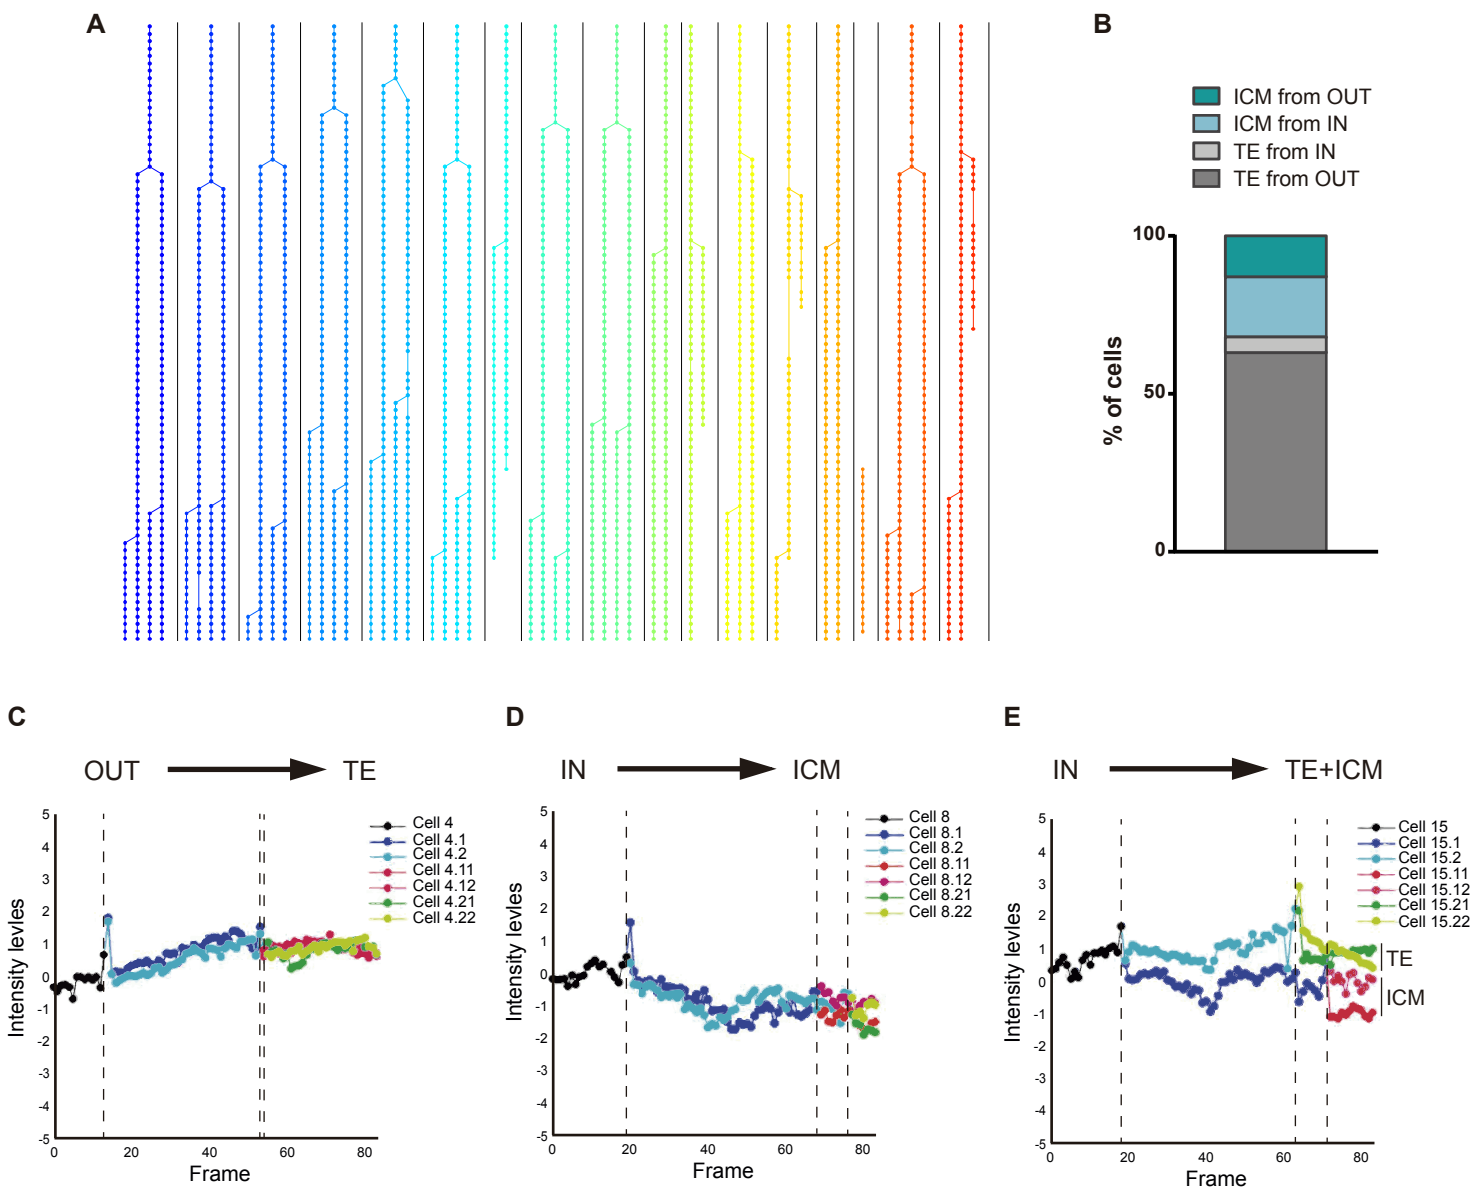 A
B
ICM from OUT
ICM from IN
TE from IN
TE from OUT
100
50
0
% of cells
C
OUT
TE
5
4
3
2
1
0
-1
-2
-3
-4
-5
0
20
40
60
80
Intensity levles
Frame
Cell 4
Cell 4.1
Cell 4.2
Cell 4.11
Cell 4.12
Cell 4.21
Cell 4.22
D
IN
ICM
5
4
3
2
1
0
-1
-2
-3
-4
-5
0
20
40
60
80
Intensity levles
Frame
Cell 8
Cell 8.1
Cell 8.2
Cell 8.11
Cell 8.12
Cell 8.21
Cell 8.22
E
IN
TE+ICM
5
4
3
2
1
0
-1
-2
-3
-4
-5
0
20
40
60
80
Intensity levles
Frame
Cell 15
Cell 15.1
Cell 15.2
Cell 15.11
Cell 15.12
Cell 15.21
Cell 15.22
TE
ICM